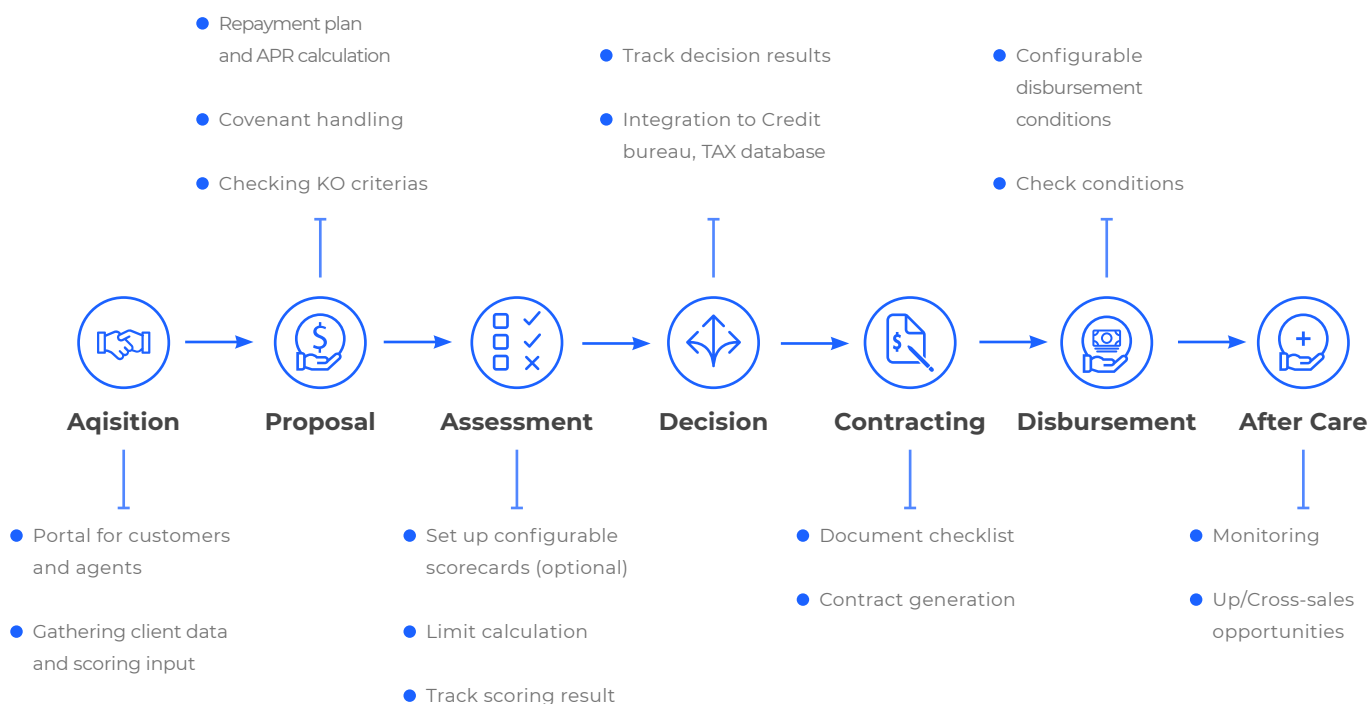 Repayment plan
and APR calculation
Covenant handling
Checking KO criterias
Track decision results
Integration to Credit
bureau, TAX database
Configurable
disbursement
conditions
Check conditions
$
$
+
Aqisition
Proposal
Assessment
Decision
Contracting
Disbursement
After Care
Portal for customers
and agents
Gathering client data
and scoring input
Set up configurable
scorecards (optional)
Limit calculation
Track scoring result
Document checklist
Contract generation
Monitoring
Up/Cross-sales
opportunities